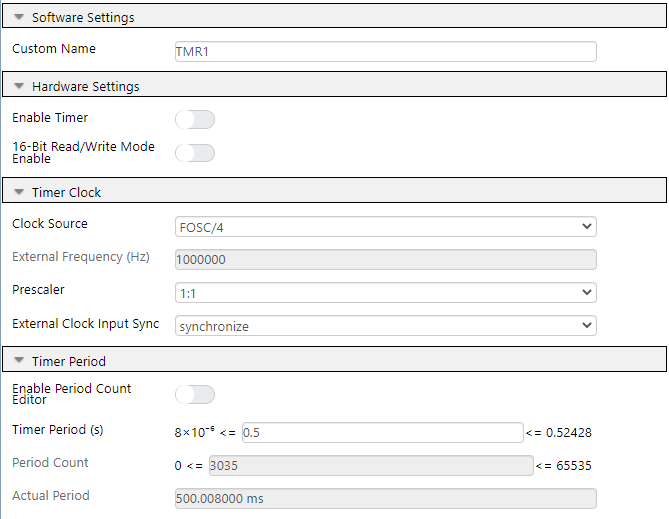 Software Settings
Custom Name
TMR1
Hardware Settings
Enable Timer
16-Bit Read/Write Mode
Enable
Timer Clock
Clock Source
FOSC/4
External Frequency (Hz)
1000000
Prescaler
1:1
External Clock Input Sync
synchronize
Timer Period
Enable Period Count
Editor
Timer Period (s)
8×10⁻⁶ <= 0.5 <= 0.52428
Period Count
0 <= 3035 <= 65535
Actual Period
500.008000 ms